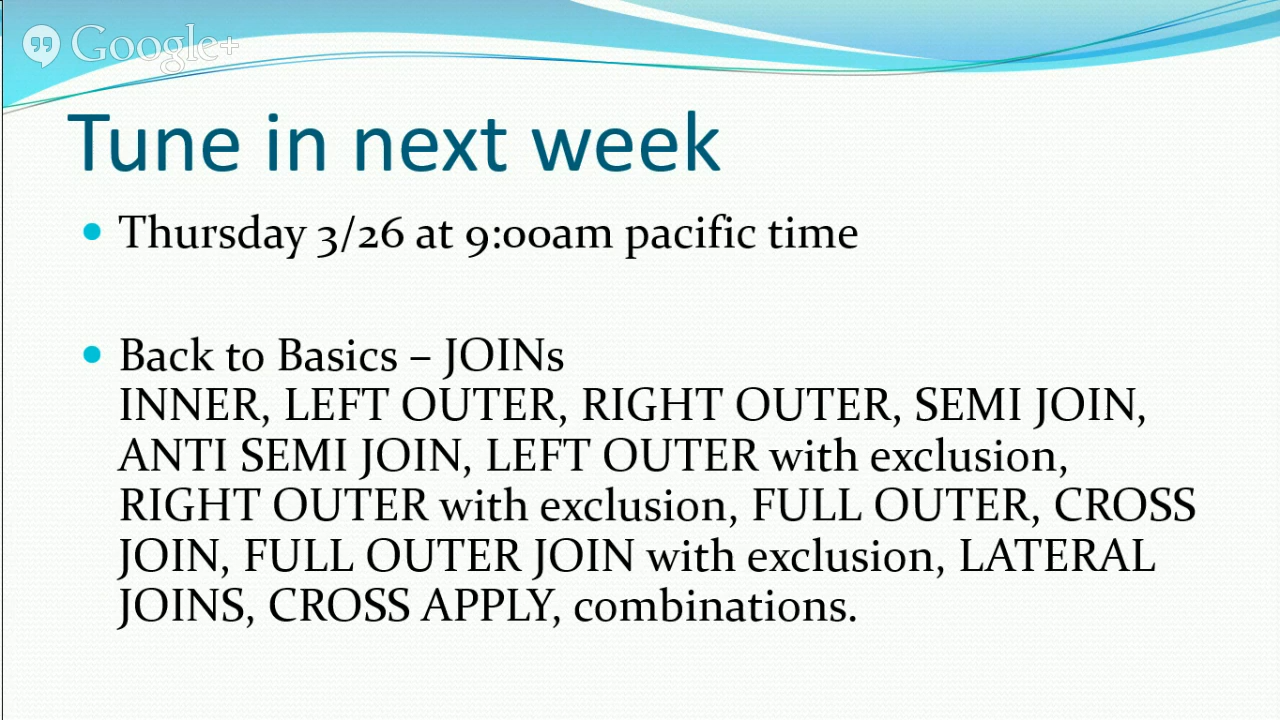 Google+
Tune in next week
Thursday 3/26 at 9:00am pacific time
Back to Basics – JOINs
INNER, LEFT OUTER, RIGHT OUTER, SEMI JOIN,
ANTI SEMI JOIN, LEFT OUTER with exclusion,
RIGHT OUTER with exclusion, FULL OUTER, CROSS
JOIN, FULL OUTER JOIN with exclusion, LATERAL
JOINS, CROSS APPLY, combinations.